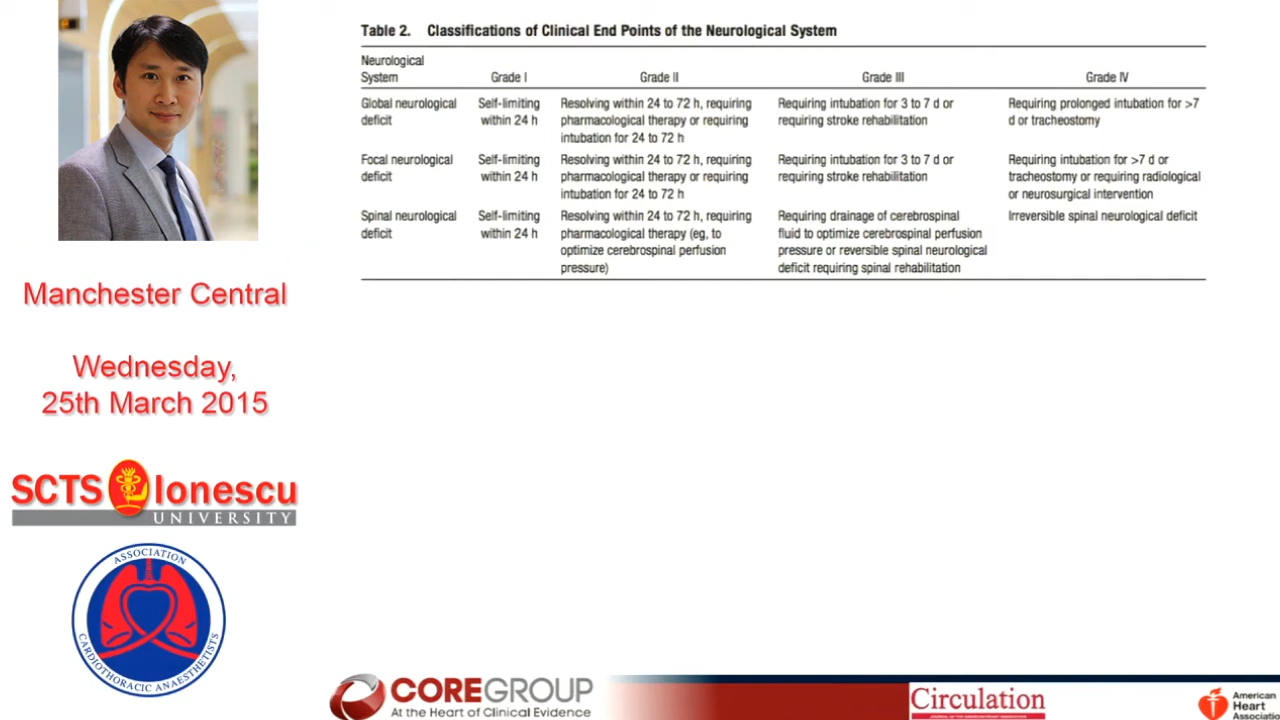 Table 2. Classifications of Clinical End Points of the Neurological System
Neurological
System Grade I Grade II Grade III Grade IV
Global neurological Self-limiting Resolving within 24 to 72 h, requiring Requiring intubation for 3 to 7 d or Requiring prolonged intubation for >7
deficit within 24 h pharmacological therapy or requiring requiring stroke rehabilitation d or tracheostomy
intubation for 24 to 72 h
Focal neurological Self-limiting Resolving within 24 to 72 h, requiring Requiring intubation for 3 to 7 d or Requiring intubation for >7 d or
deficit within 24 h pharmacological therapy or requiring requiring stroke rehabilitation tracheostomy or requiring radiological
intubation for 24 to 72 h or neurosurgical intervention
Spinal neurological Self-limiting Resolving within 24 to 72 h, requiring Requiring drainage of cerebrospinal Irreversible spinal neurological deficit
deficit within 24 h pharmacological therapy (eg, to fluid to optimize cerebrospinal perfusion
optimize cerebrospinal perfusion pressure or reversible spinal neurological
pressure) deficit requiring spinal rehabilitation
Manchester Central
Wednesday,
25th March 2015
SCTS Ionescu
UNIVERSITY
ASSOCIATION
CARDIOTHORACIC ANAESTHETISTS
COREGROUP
At the Heart of Clinical Evidence
Circulation
American
Heart
Associa